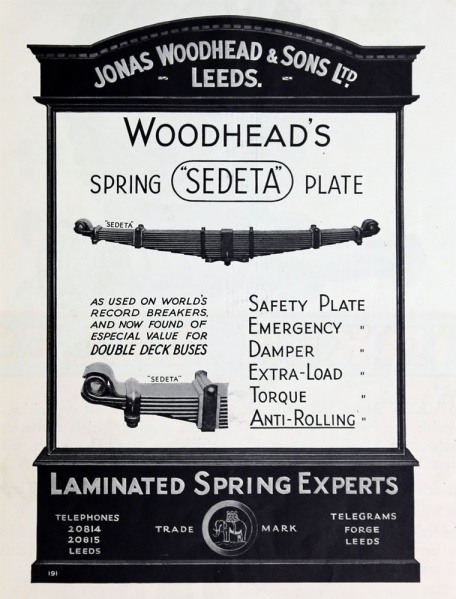 JONAS WOODHEAD & SONS LTD.
LEEDS.
WOODHEAD'S
SPRING "SEDETA" PLATE
"SEDETA"
AS USED ON WORLD'S
RECORD BREAKERS,
AND NOW FOUND OF
ESPECIAL VALUE FOR
DOUBLE DECK BUSES
"SEDETA"
SAFETY PLATE
EMERGENCY "
DAMPER "
EXTRA-LOAD "
TORQUE "
ANTI-ROLLING "
LAMINATED SPRING EXPERTS
TELEPHONES
20814
20815
LEEDS
TRADE MARK
TELEGRAMS
FORGE
LEEDS
191